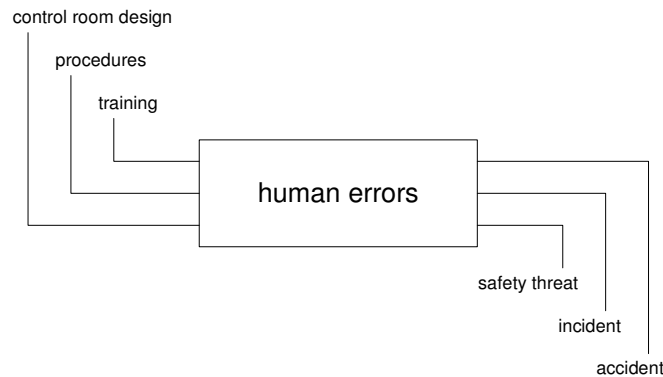 control room design
procedures
training
human errors
safety threat
incident
accident